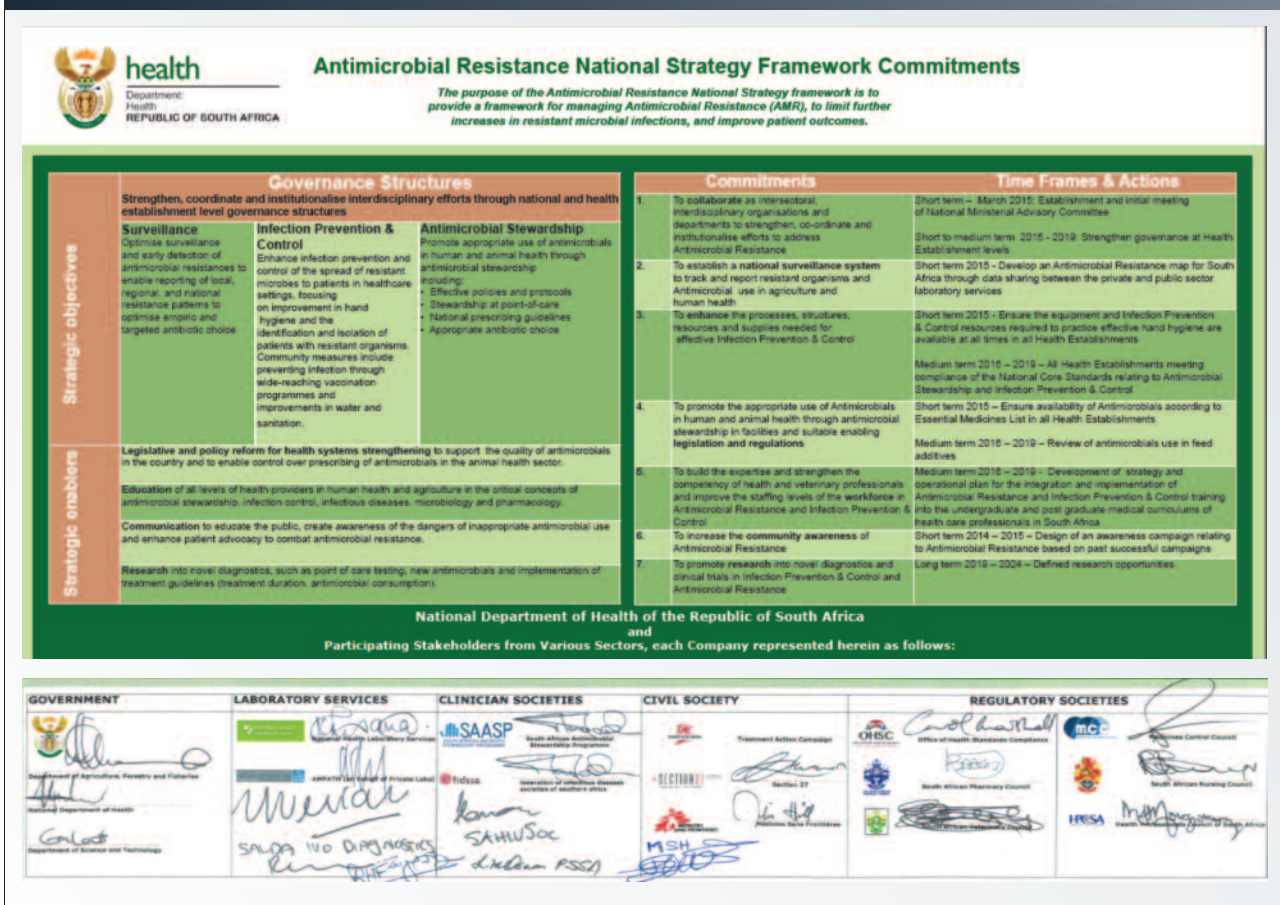 health
Department:
Health
REPUBLIC OF SOUTH AFRICA
Antimicrobial Resistance National Strategy Framework Commitments
The purpose of the Antimicrobial Resistance National Strategy framework is to
provide a framework for managing Antimicrobial Resistance (AMR), to limit further
increases in resistant microbial infections, and improve patient outcomes.
Governance Structures
Strengthen, coordinate and institutionalise interdisciplinary efforts through national and health
establishment level governance structures
Strategic objectives
Surveillance
Optimise surveillance
and early detection of
antimicrobial resistances to
enable reporting of local,
regional, and national
resistance patterns to
optimise empiric and
targeted antibiotic choice
Infection Prevention &
Control
Enhance infection prevention and
control of the spread of resistant
microbes to patients in healthcare
settings, focusing
on improvement in hand
hygiene and the
identification and isolation of
patients with resistant organisms.
Community measures include
preventing infection through
wide-reaching vaccination
programmes and
improvements in water and
sanitation.
Antimicrobial Stewardship
Promote appropriate use of antimicrobials
in human and animal health through
antimicrobial stewardship
including:
• Effective policies and protocols
• Stewardship at point-of-care
• National prescribing guidelines
• Appropriate antibiotic choice
Strategic enablers
Legislative and policy reform for health systems strengthening to support the quality of antimicrobials
in the country and to enable control over prescribing of antimicrobials in the animal health sector.
Education of all levels of health providers in human health and agriculture in the critical concepts of
antimicrobial stewardship, infection control, infectious diseases, microbiology and pharmacology.
Communication to educate the public, create awareness of the dangers of inappropriate antimicrobial use
and enhance patient advocacy to combat antimicrobial resistance.
Research into novel diagnostics, such as point of care testing, new antimicrobials and implementation of
treatment guidelines (treatment duration, antimicrobial consumption).
Commitments
Time Frames & Actions
1. To collaborate as intersectoral,
interdisciplinary organisations and
departments to strengthen, co-ordinate and
institutionalise efforts to address
Antimicrobial Resistance
Short term – March 2015: Establishment and initial meeting
of National Ministerial Advisory Committee
Short to medium term 2015 - 2019: Strengthen governance at Health
Establishment levels
2. To establish a national surveillance system
to track and report resistant organisms and
Antimicrobial use in agriculture and
human health
Short term 2015 - Develop an Antimicrobial Resistance map for South
Africa through data sharing between the private and public sector
laboratory services
3. To enhance the processes, structures,
resources and supplies needed for
effective Infection Prevention & Control
Short term 2015 - Ensure the equipment and Infection Prevention
& Control resources required to practice effective hand hygiene are
available at all times in all Health Establishments
Medium term 2016 – 2019 – All Health Establishments meeting
compliance of the National Core Standards relating to Antimicrobial
Stewardship and Infection Prevention & Control
4. To promote the appropriate use of Antimicrobials
in human and animal health through antimicrobial
stewardship in facilities and suitable enabling
legislation and regulations
Short term 2015 – Ensure availability of Antimicrobials according to
Essential Medicines List in all Health Establishments
Medium term 2016 – 2019 – Review of antimicrobials use in feed
additives
5. To build the expertise and strengthen the
competency of health and veterinary professionals
and improve the staffing levels of the workforce in
Antimicrobial Resistance and Infection Prevention &
Control
Medium term 2016 – 2019 - Development of strategy and
operational plan for the integration and implementation of
Antimicrobial Resistance and Infection Prevention & Control training
into the undergraduate and post graduate medical curriculums of
health care professionals in South Africa
6. To increase the community awareness of
Antimicrobial Resistance
Short term 2014 – 2015 – Design of an awareness campaign relating
to Antimicrobial Resistance based on past successful campaigns
7. To promote research into novel diagnostics and
clinical trials in Infection Prevention & Control and
Antimicrobial Resistance
Long term 2019 – 2024 – Defined research opportunities
National Department of Health of the Republic of South Africa
and
Participating Stakeholders from Various Sectors, each Company represented herein as follows:
GOVERNMENT
Department of Agriculture, Forestry and Fisheries
National Department of Health
Department of Science and Technology
LABORATORY SERVICES
National Health Laboratory Services
AMPATH (on behalf of Private Labs)
SALDA IVD DIAGNOSTICS
CLINICIAN SOCIETIES
SAASP
South African Antimicrobial
Stewardship Programme
fidssa
federation of infectious diseases
societies of southern africa
SAHWSOC
PSSA
CIVIL SOCIETY
Treatment Action Campaign
SECTION27
Section 27
Medicins Sans Frontières
MSH
REGULATORY SOCIETIES
OHSC
Office of Health Standards Compliance
South African Pharmacy Council
South African Veterinary Council
mcc
Medicines Control Council
South African Nursing Council
HPCSA